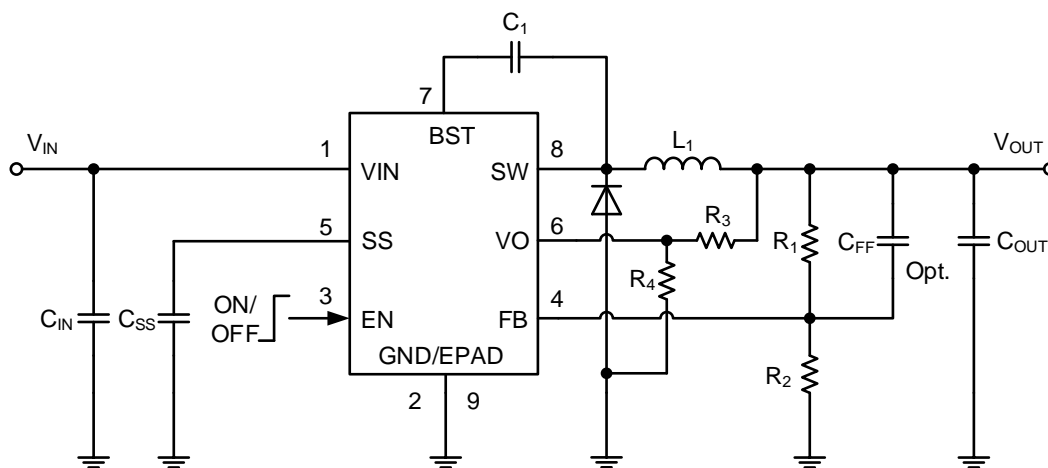 C1
7
BST
VIN
1
VIN
SW
8
L1
VOUT
5
SS
VO
6
R3
R1
CFF
Opt.
COUT
R4
CIN
CSS
ON/
OFF
3
EN
FB
4
GND/EPAD
R2
2
9